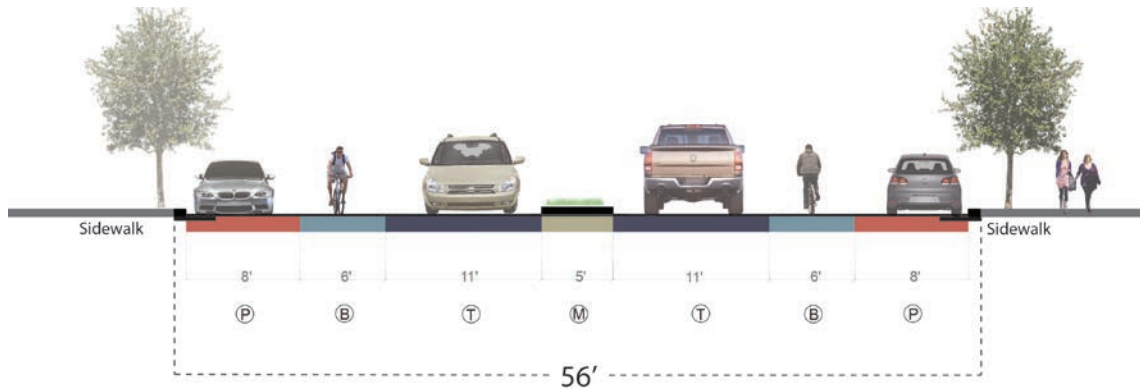 Sidewalk
Sidewalk
8' 6' 11' 5' 11' 6' 8'
P B T M T B P
56'